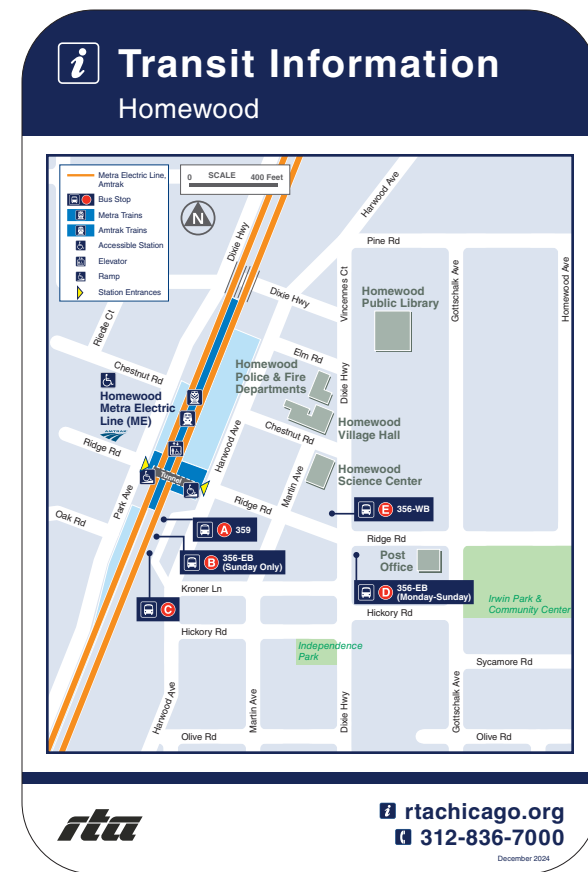 i Transit Information
Homewood
Metra Electric Line,
Amtrak
Bus Stop
Metra Trains
Amtrak Trains
Accessible Station
Elevator
Ramp
Station Entrances
0 SCALE 400 Feet
N
Harwood Ave
Dixie Hwy
Pine Rd
Vincennes Ct
Gottschalk Ave
Homewood Ave
Dixie Hwy
Homewood
Public Library
Riedle Ct
Elm Rd
Dixie Hwy
Chestnut Rd
Homewood
Police & Fire
Departments
Homewood
Metra Electric
Line (ME)
AMTRAK
Harwood Ave
Chestnut Rd
Homewood
Village Hall
Ridge Rd
Tunnel
Martin Ave
Homewood
Science Center
Park Ave
Oak Rd
Ridge Rd
E 356-WB
A 359
Ridge Rd
B 356-EB
(Sunday Only)
Post
Office
Kroner Ln
D 356-EB
(Monday-Sunday)
Irwin Park &
Community Center
C
Hickory Rd
Hickory Rd
Independence
Park
Sycamore Rd
Harwood Ave
Martin Ave
Dixie Hwy
Gottschalk Ave
Olive Rd
Olive Rd
rta
i rtachicago.org
312-836-7000
December 2024